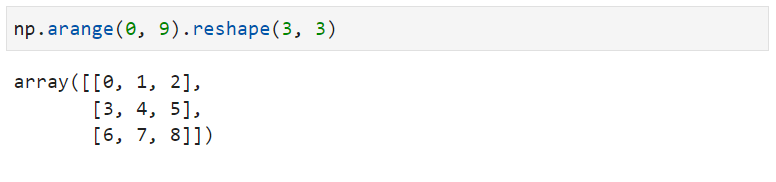 np.arange(0, 9).reshape(3, 3)
array([[0, 1, 2],
       [3, 4, 5],
       [6, 7, 8]])